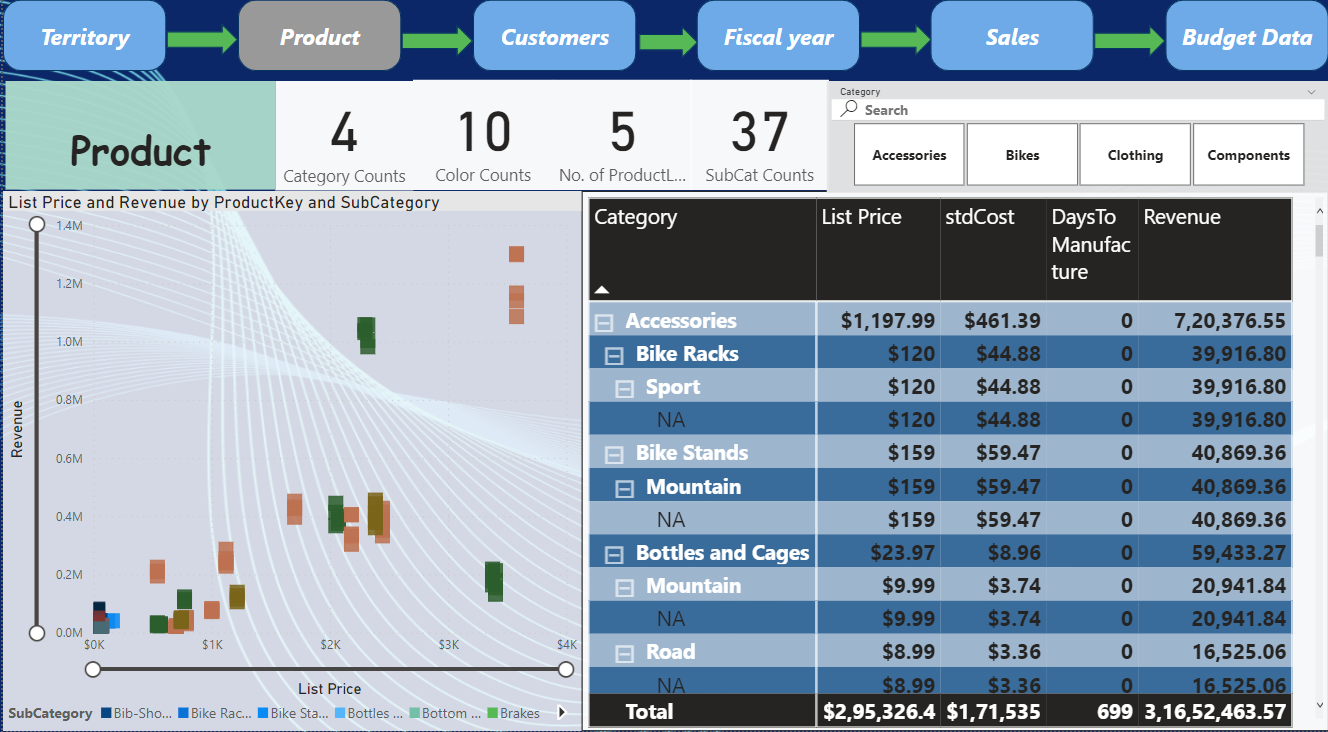 Territory
Product
Customers
Fiscal year
Sales
Budget Data
Product
4
Category Counts
10
Color Counts
5
No. of ProductL...
37
SubCat Counts
Category
Search
Accessories
Bikes
Clothing
Components
List Price and Revenue by ProductKey and SubCategory
Revenue
1.4M
1.2M
1.0M
0.8M
0.6M
0.4M
0.2M
0.0M
$0K $1K $2K $3K $4K
List Price
SubCategory Bib-Sho... Bike Rac... Bike Sta... Bottles ... Bottom ... Brakes
Category List Price stdCost DaysTo Revenue
Manufac
ture
Accessories $1,197.99 $461.39 0 7,20,376.55
Bike Racks $120 $44.88 0 39,916.80
Sport $120 $44.88 0 39,916.80
NA $120 $44.88 0 39,916.80
Bike Stands $159 $59.47 0 40,869.36
Mountain $159 $59.47 0 40,869.36
NA $159 $59.47 0 40,869.36
Bottles and Cages $23.97 $8.96 0 59,433.27
Mountain $9.99 $3.74 0 20,941.84
NA $9.99 $3.74 0 20,941.84
Road $8.99 $3.36 0 16,525.06
NA $8.99 $3.36 0 16,525.06
Total $2,95,326.4 $1,71,535 699 3,16,52,463.57